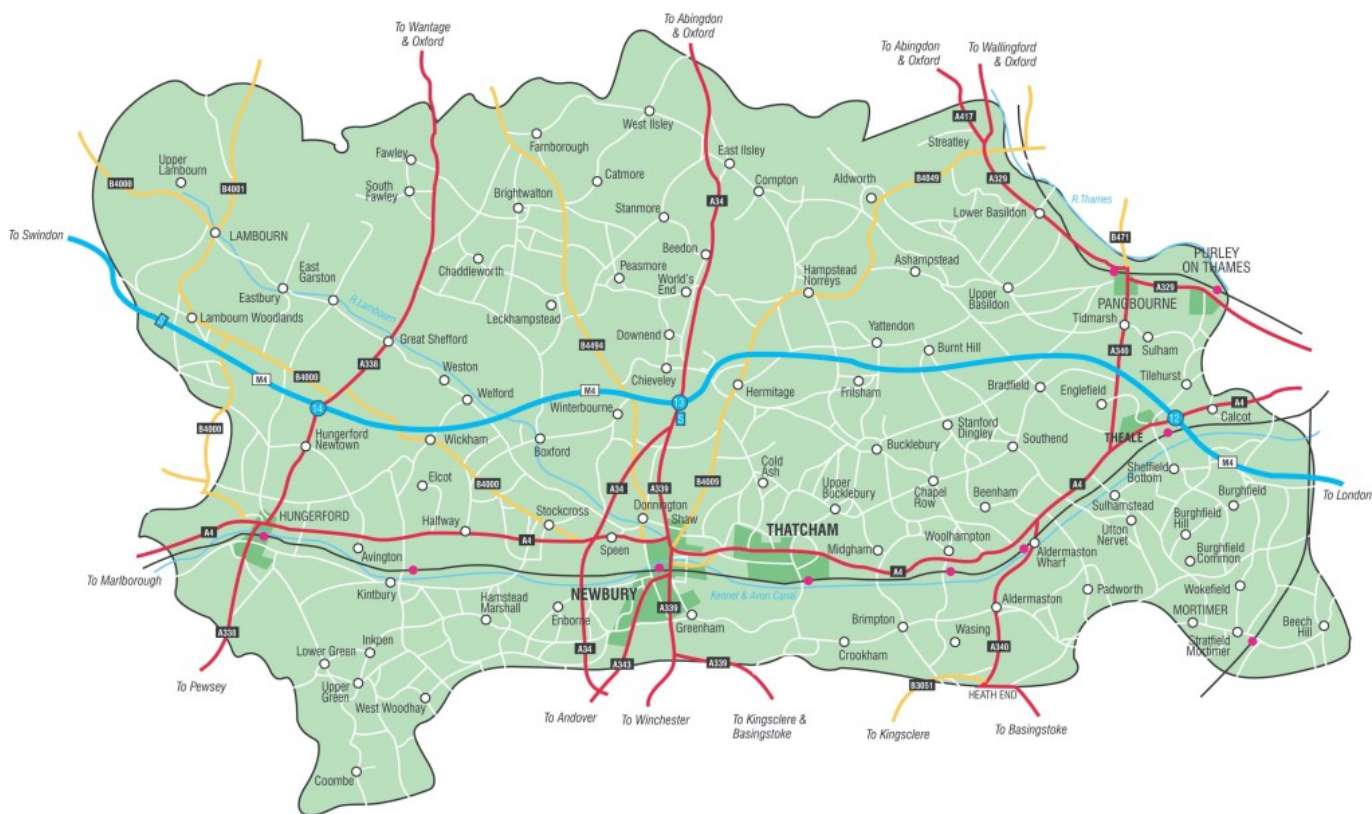 To Wantage
& Oxford
To Abingdon
& Oxford
To Abingdon
& Oxford
To Wallingford
& Oxford
A417
West Ilsley
Streatley
Farnborough
Fawley
East Ilsley
Upper
Lambourn
B4000
B4001
South
Fawley
Catmore
Compton
Aldworth
B4049
A329
Brightwalton
A34
R.Thames
Stanmore
Lower Basildon
LAMBOURN
To Swindon
B471
Beedon
PURLEY
ON THAMES
East
Garston
Chaddleworth
Peasmore
World's
End
Hampstead
Norreys
Ashampstead
A329
Eastbury
R.Lambourn
Leckhampstead
Upper
Basildon
PANGBOURNE
S
Lambourn Woodlands
Tidmarsh
Great Shefford
Downend
Yattendon
B4494
A338
Burnt Hill
A340
Sulham
B4000
Weston
Chieveley
M4
M4
Welford
Hermitage
Frilsham
Bradfield
Englefield
Tilehurst
14
13
S
Winterbourne
12
A4
Calcot
B4000
Hungerford
Newtown
Wickham
Boxford
Stanford
Dingley
Bucklebury
Southend
THEALE
M4
Elcot
A34
A339
B4009
Cold
Ash
Upper
Bucklebury
Chapel
Row
Beenham
A4
Sheffield
Bottom
B4000
Sulhamstead
Burghfield
To London
HUNGERFORD
Stockcross
Donnington
Shaw
THATCHAM
Halfway
A4
A4
Speen
Midgham
Woolhampton
Ufton
Nervet
Burghfield
Hill
Aldermaston
Wharf
Burghfield
Common
Avington
A4
To Marlborough
Kintbury
NEWBURY
Kennet & Avon Canal
Padworth
Wokefield
Hamstead
Marshall
Enborne
A339
Greenham
Aldermaston
MORTIMER
Beech
Hill
Brimpton
A338
Inkpen
Crookham
Wasing
A340
Stratfield
Mortimer
Lower Green
A34
A343
A339
To Pewsey
Upper
Green
B3051
HEATH END
West Woodhay
To Andover
To Winchester
To Kingsclere &
Basingstoke
To Kingsclere
To Basingstoke
Coombe